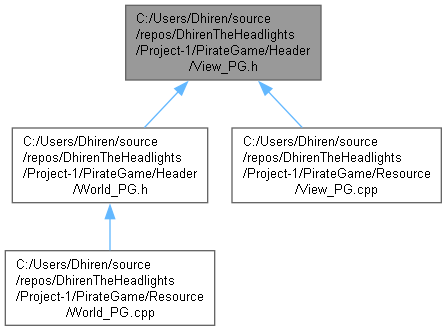 C:/Users/Dhiren/source
/repos/DhirenTheHeadlights
/Project-1/PirateGame/Header
/View_PG.h
C:/Users/Dhiren/source
/repos/DhirenTheHeadlights
/Project-1/PirateGame/Header
/World_PG.h
C:/Users/Dhiren/source
/repos/DhirenTheHeadlights
/Project-1/PirateGame/Resource
/View_PG.cpp
C:/Users/Dhiren/source
/repos/DhirenTheHeadlights
/Project-1/PirateGame/Resource
/World_PG.cpp